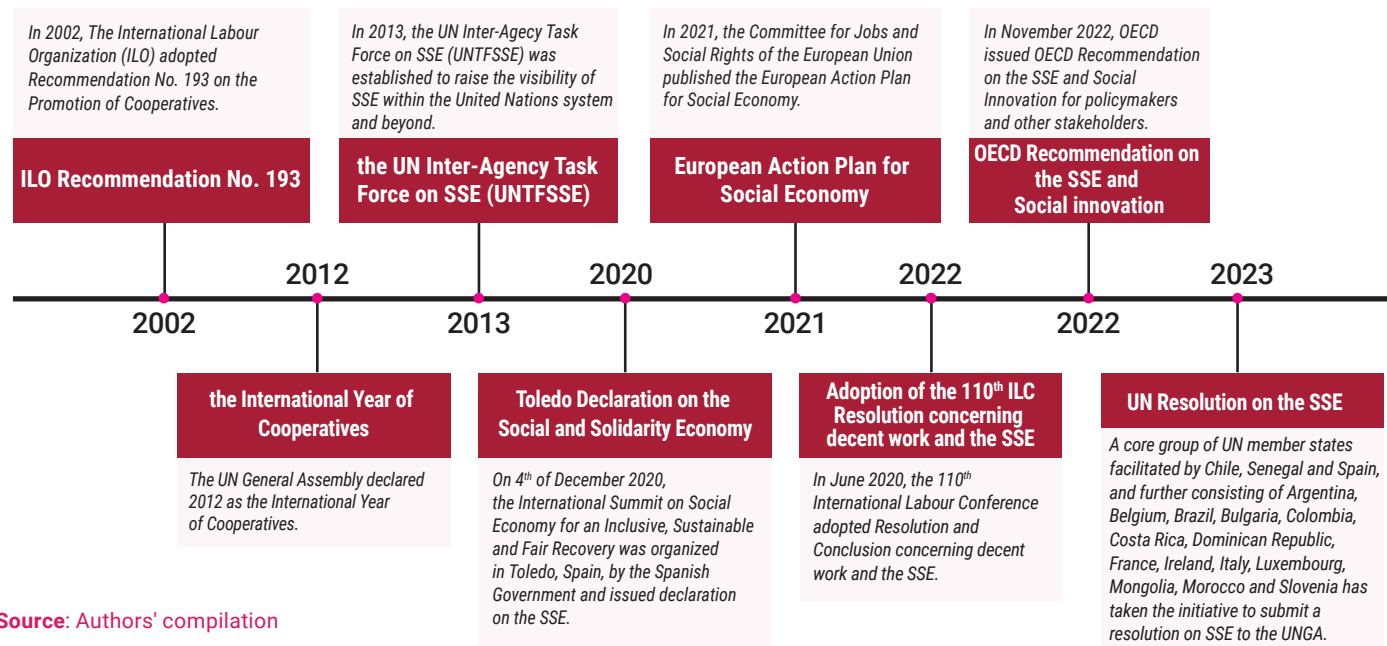 In 2002, The International Labour
Organization (ILO) adopted
Recommendation No. 193 on the
Promotion of Cooperatives.
ILO Recommendation No. 193
In 2013, the UN Inter-Agecy Task
Force on SSE (UNTFSSE) was
established to raise the visibility of
SSE within the United Nations system
and beyond.
the UN Inter-Agency Task
Force on SSE (UNTFSSE)
In 2021, the Committee for Jobs and
Social Rights of the European Union
published the European Action Plan
for Social Economy.
European Action Plan for
Social Economy
In November 2022, OECD
issued OECD Recommendation
on the SSE and Social
Innovation for policymakers
and other stakeholders.
OECD Recommendation on
the SSE and
Social innovation
2012
2020
2022
2023
2002
2013
2021
2022
the International Year of
Cooperatives
The UN General Assembly declared
2012 as the International Year
of Cooperatives.
Toledo Declaration on the
Social and Solidarity Economy
On 4th of December 2020,
the International Summit on Social
Economy for an Inclusive, Sustainable
and Fair Recovery was organized
in Toledo, Spain, by the Spanish
Government and issued declaration
on the SSE.
Adoption of the 110th ILC
Resolution concerning
decent work and the SSE
In June 2020, the 110th
International Labour Conference
adopted Resolution and
Conclusion concerning decent
work and the SSE.
UN Resolution on the SSE
A core group of UN member states
facilitated by Chile, Senegal and Spain,
and further consisting of Argentina,
Belgium, Brazil, Bulgaria, Colombia,
Costa Rica, Dominican Republic,
France, Ireland, Italy, Luxembourg,
Mongolia, Morocco and Slovenia has
taken the initiative to submit a
resolution on SSE to the UNGA.
Source: Authors' compilation